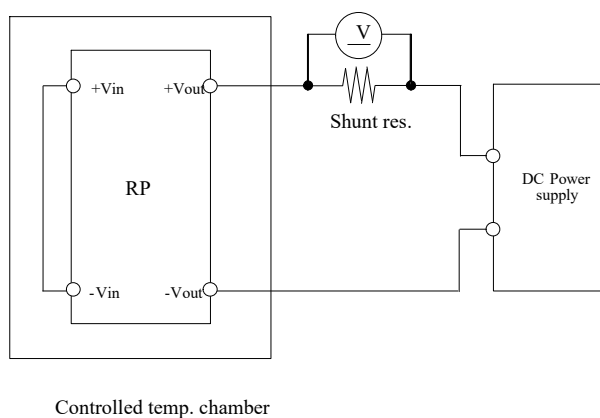 V
Shunt res.
+Vin
+Vout
DC Power
supply
RP
-Vin
-Vout
Controlled temp. chamber